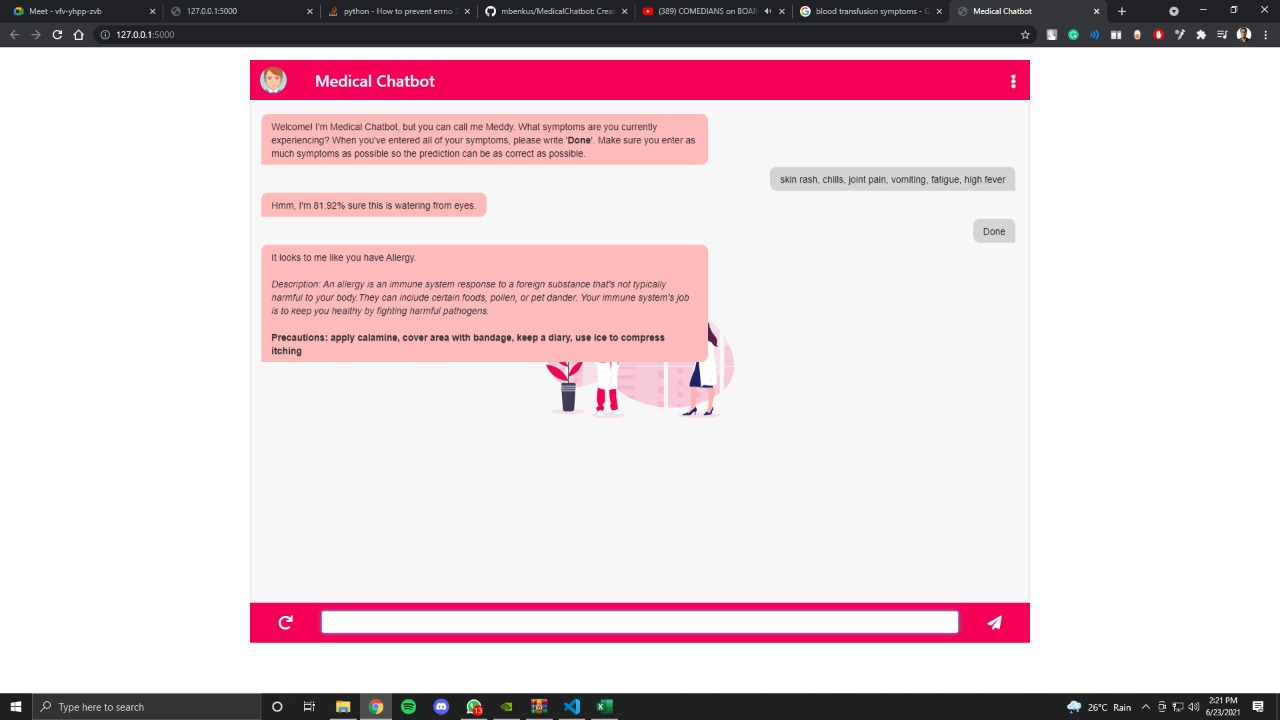 Meet - vfv-yhpp-zvb
127.0.0.1:5000
python - How to prevent errno 3
mbenkus/MedicalChatbot: Creat
(389) COMEDIANS on BOAR
blood transfusion symptoms - G
Medical Chatbot
127.0.0.1:5000
Medical Chatbot
Welcome! I'm Medical Chatbot, but you can call me Meddy. What symptoms are you currently
experiencing? When you've entered all of your symptoms, please write 'Done'. Make sure you enter as
much symptoms as possible so the prediction can be as correct as possible.
skin rash, chills, joint pain, vomiting, fatigue, high fever
Hmm, I'm 81.92% sure this is watering from eyes.
Done
It looks to me like you have Allergy.
Description: An allergy is an immune system response to a foreign substance that's not typically
harmful to your body.They can include certain foods, pollen, or pet dander. Your immune system's job
is to keep you healthy by fighting harmful pathogens.
Precautions: apply calamine, cover area with bandage, keep a diary, use ice to compress
itching
Type here to search
13
26°C Rain
2:21 PM
6/23/2021